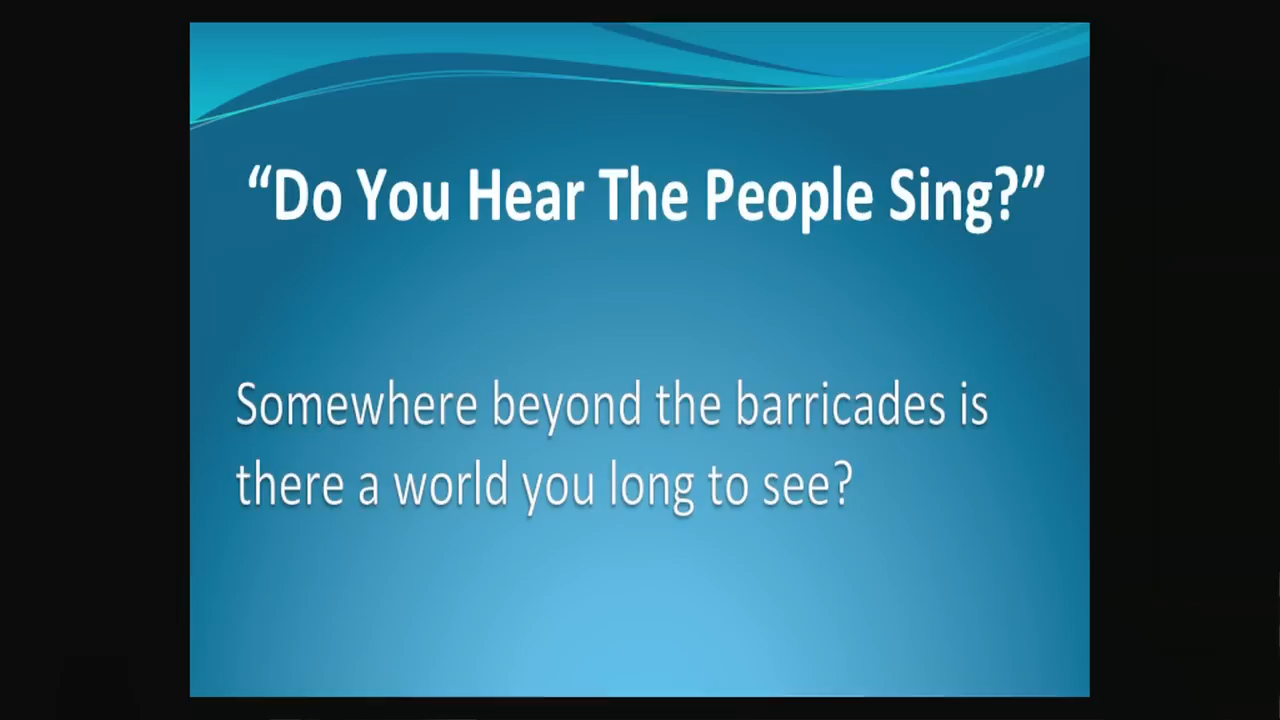 “Do You Hear The People Sing?”
Somewhere beyond the barricades is
there a world you long to see?